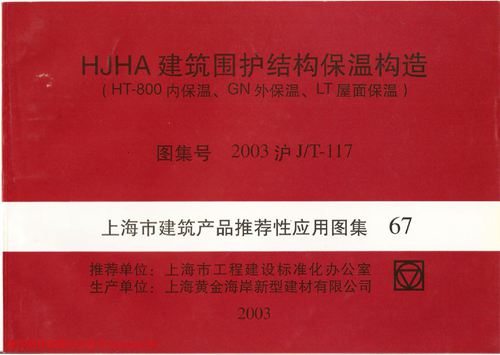 HJHA 建筑围护结构保温构造
(HT-800 内保温、GN 外保温、LT 屋面保温)
图集号 2003 沪 J/T-117
上海市建筑产品推荐性应用图集 67
推荐单位：上海市工程建设标准化办公室
生产单位：上海黄金海岸新型建材有限公司
2003